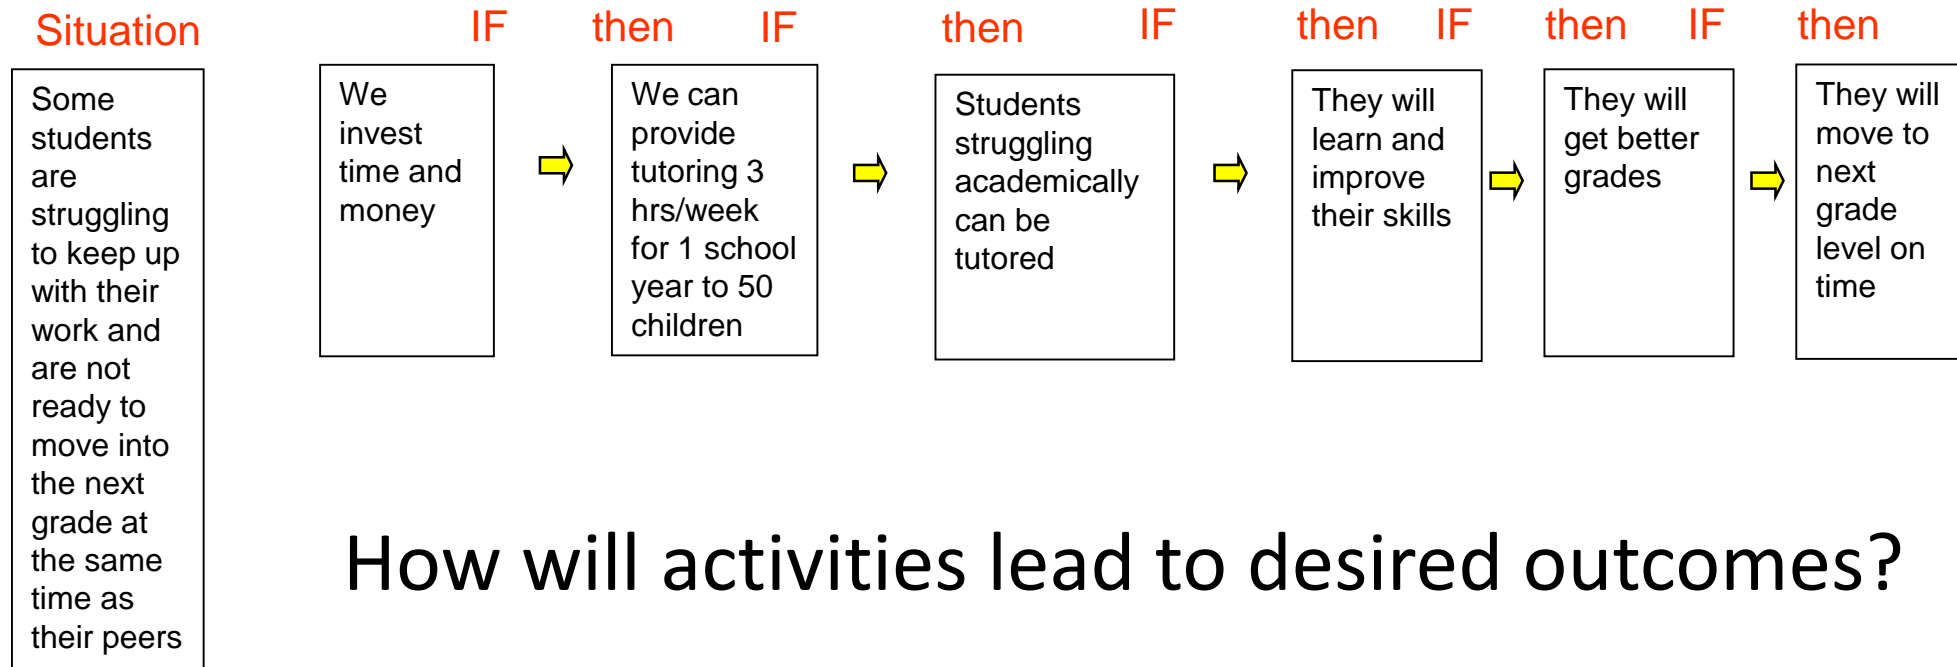 Situation
IF
then
IF
then
IF
then
IF
then
IF
then
Some
students
are
struggling
to keep up
with their
work and
are not
ready to
move into
the next
grade at
the same
time as
their peers
We
invest
time and
money
We can
provide
tutoring 3
hrs/week
for 1 school
year to 50
children
Students
struggling
academically
can be
tutored
They will
learn and
improve
their skills
They will
get better
grades
They will
move to
next
grade
level on
time
How will activities lead to desired outcomes?